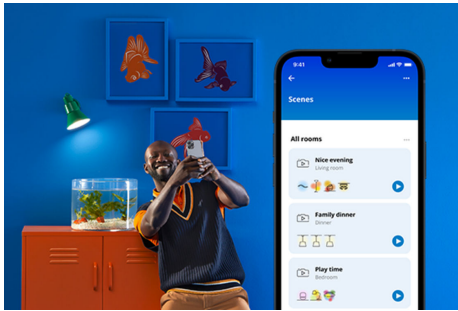 9:41
Scenes
All rooms
Nice evening
Living room
Family dinner
Dinner
Play time
Bedroom